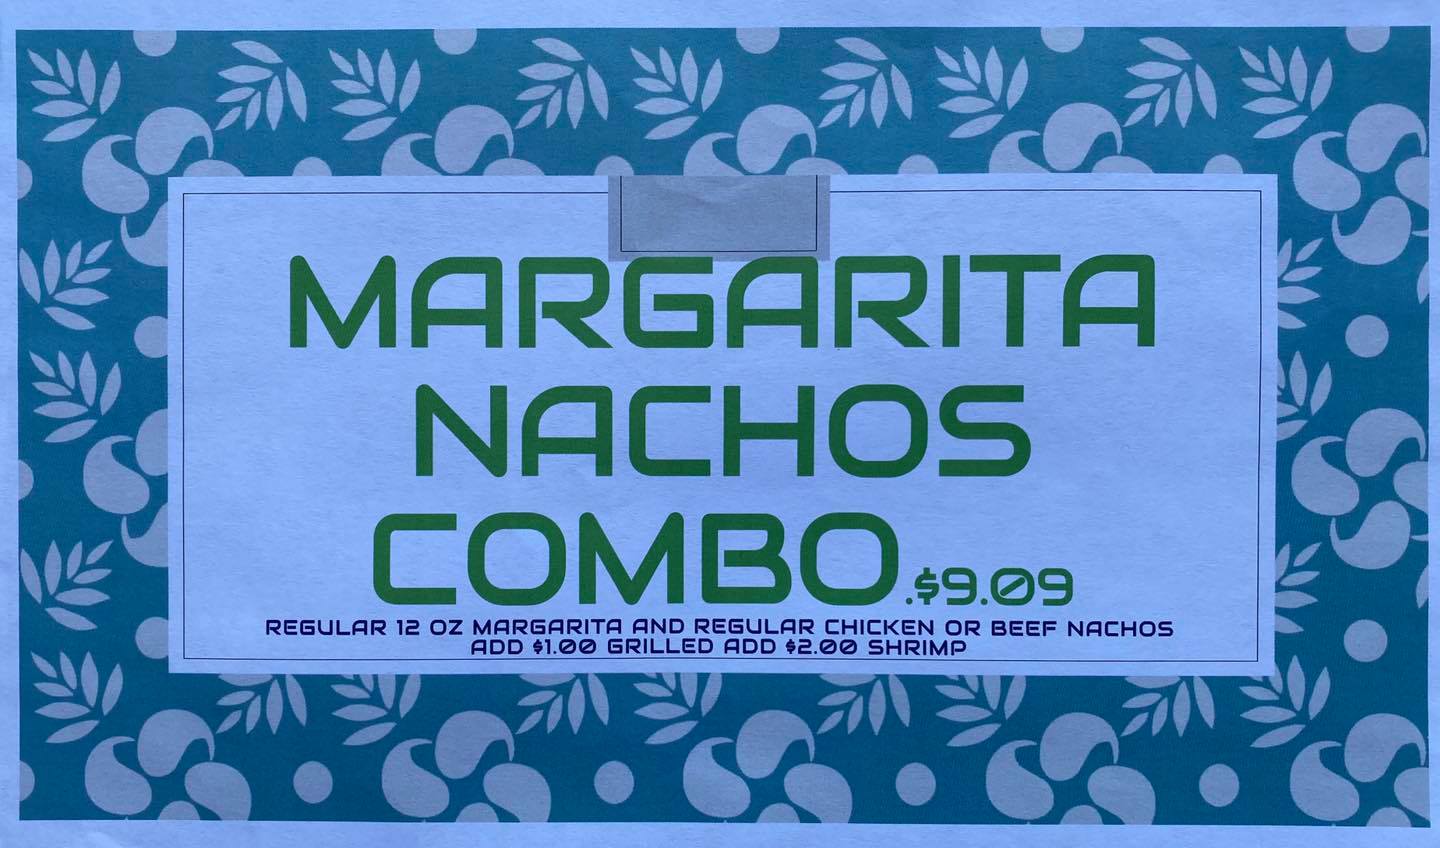 MARGARITA
NACHOS
COMBO.$9.09
REGULAR 12 OZ MARGARITA AND REGULAR CHICKEN OR BEEF NACHOS
ADD $1.00 GRILLED ADD $2.00 SHRIMP